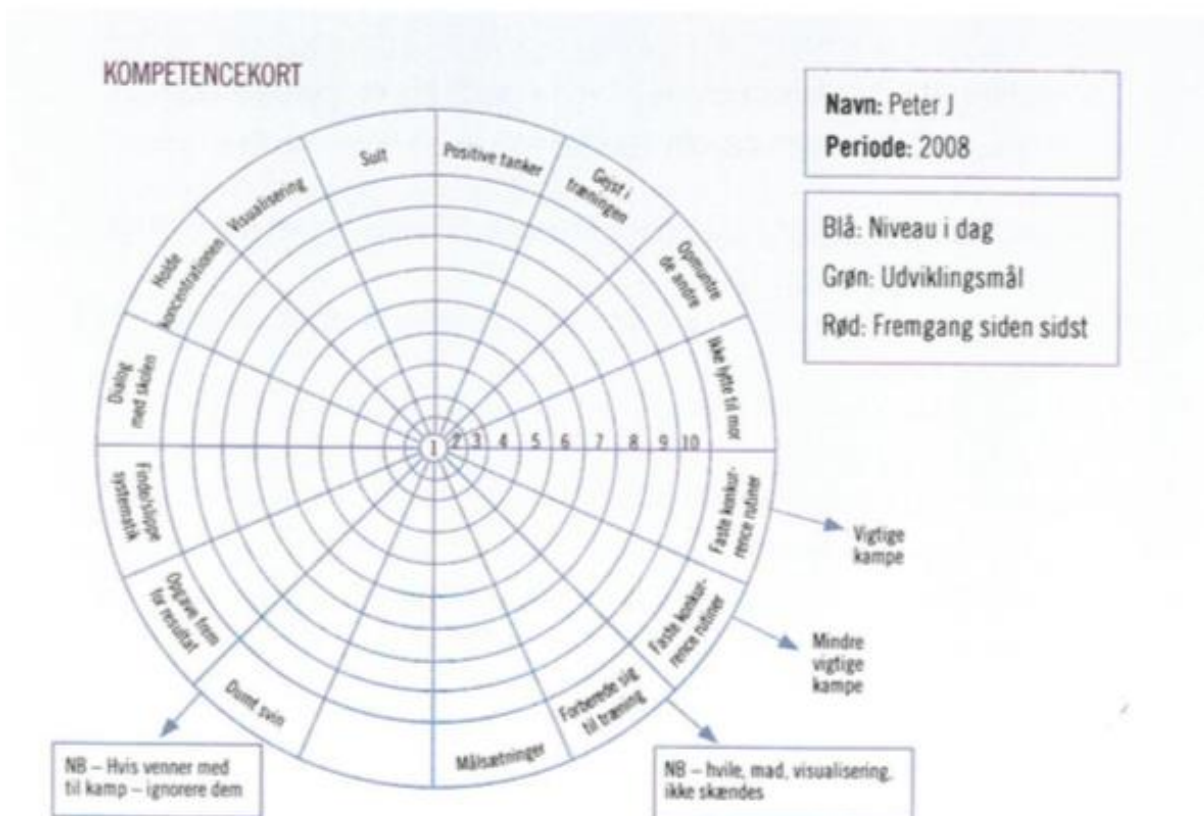 KOMPETENCEKORT
Navn: Peter J
Periode: 2008
Blå: Niveau i dag
Grøn: Udviklingsmål
Rød: Fremgang siden sidst
Sult
Positive tanker
Gejst i
træningen
Opmuntre
de andre
Ikke lytte til mor
Faste konkur-
rence rutiner
Faste konkur-
rence rutiner
Forberede sig
til træning
Målsætninger
Dumt svin
Opgave frem
for resultat
Finde/slippe
systematik
Dialog
med skolen
Holde
koncentrationen
Visualisering
1 2 3 4 5 6 7 8 9 10
Vigtige
kampe
Mindre
vigtige
kampe
NB – Hvis venner med
til kamp – ignorere dem
NB – hvile, mad, visualisering,
ikke skændes